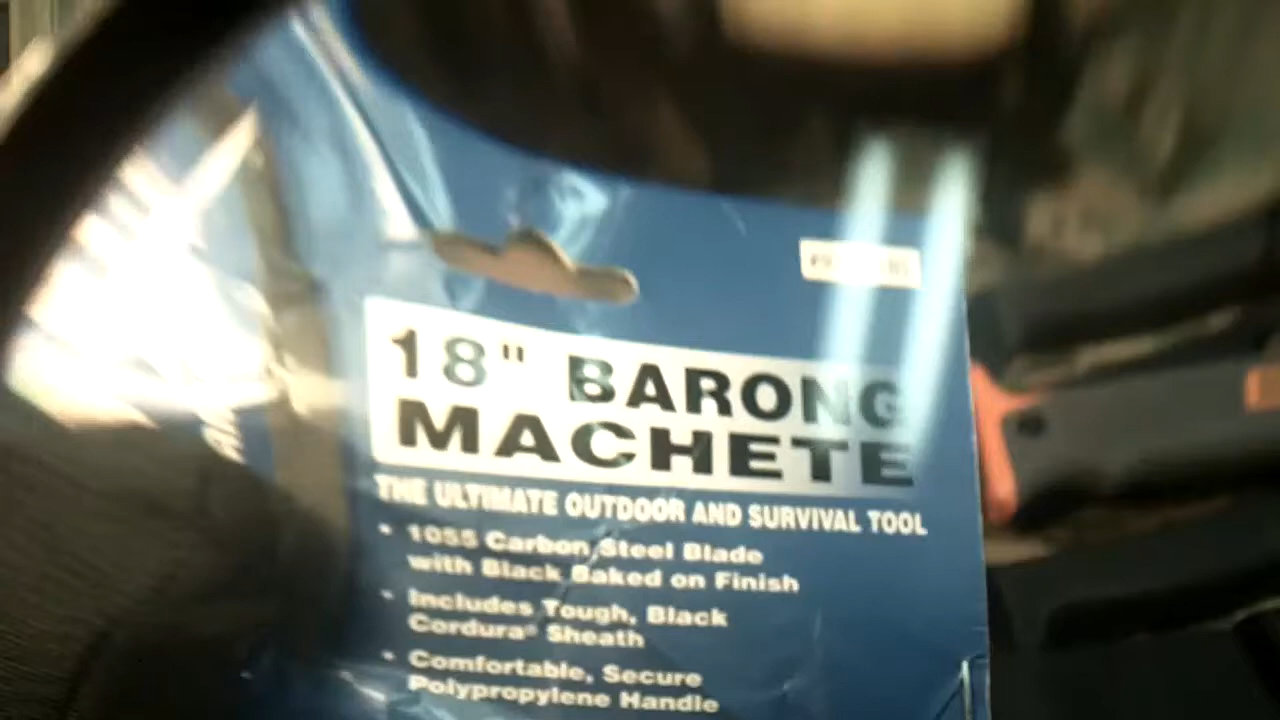 18" BARONG
MACHETE
THE ULTIMATE OUTDOOR AND SURVIVAL TOOL
• 1055 Carbon Steel Blade
with Black Baked on Finish
• Includes Tough, Black
Cordura® Sheath
• Comfortable, Secure
Polypropylene Handle